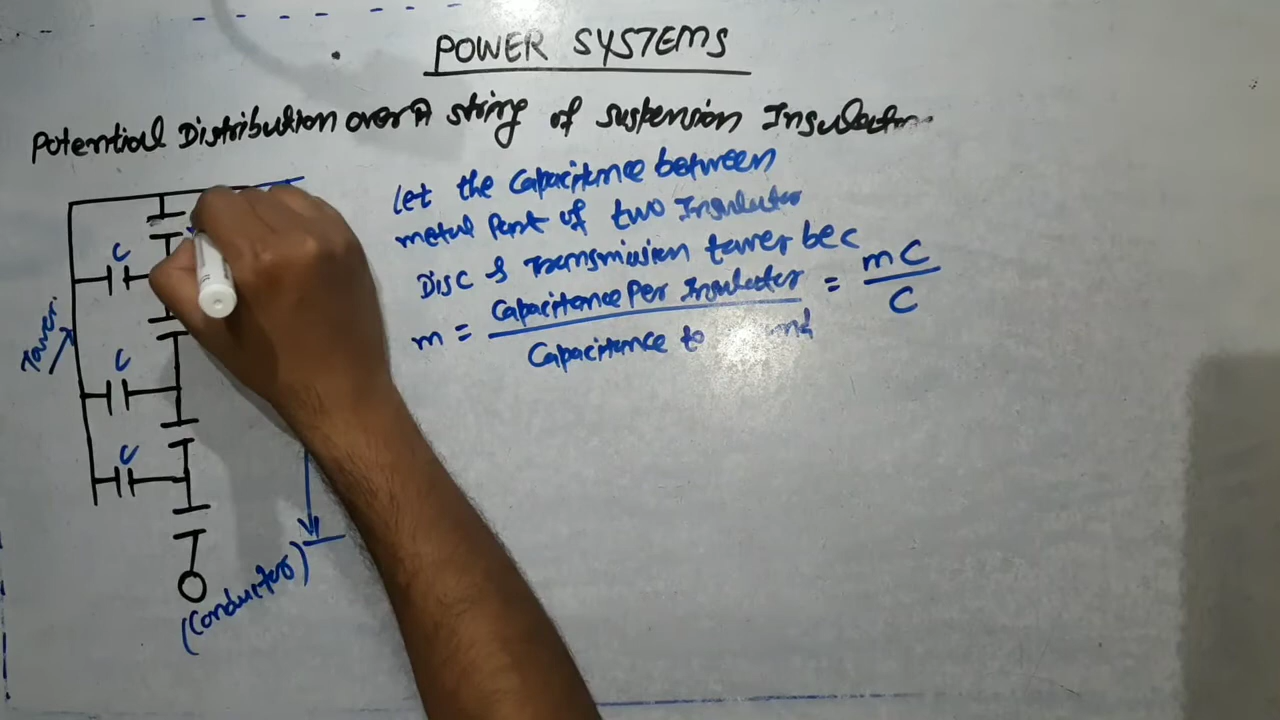 POWER SYSTEMS
Potential Distribution over a string of suspension Insulator
Let the Capacitance between
metal Part of two Insulator
Disc & Transmission tower be C
m = Capacitance Per Insulator / Capacitance to = mC / C
C
C
C
Tower
(Conductor)